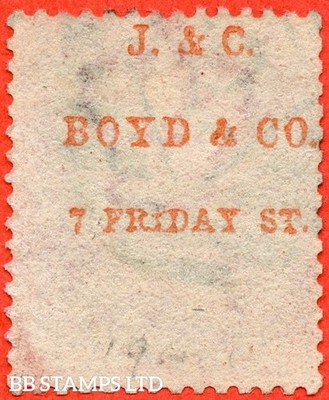 J. & C.
BOYD & CO.
7 FRIDAY ST.
BB STAMPS LTD